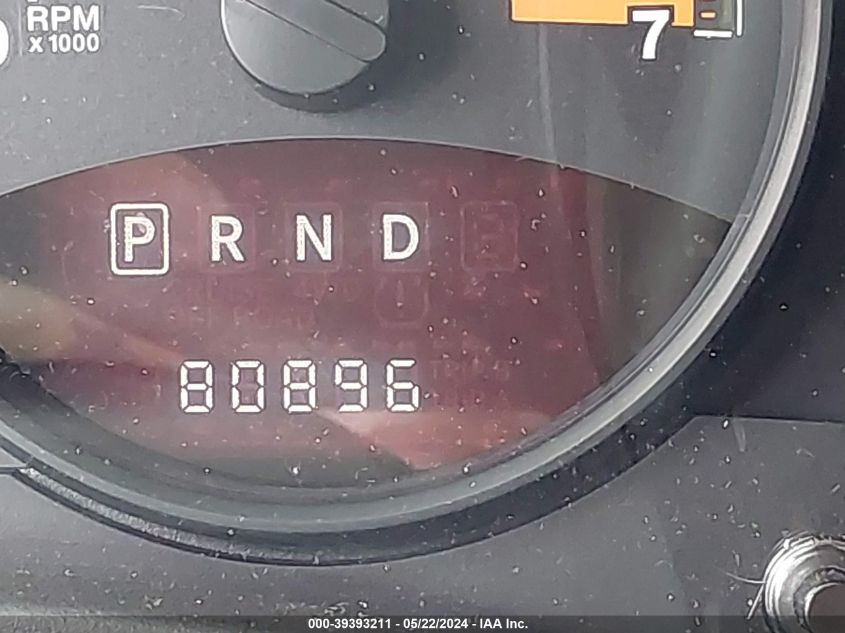 RPM
x1000
7
P R N D
80896
000-39393211 - 05/22/2024 - IAA Inc.